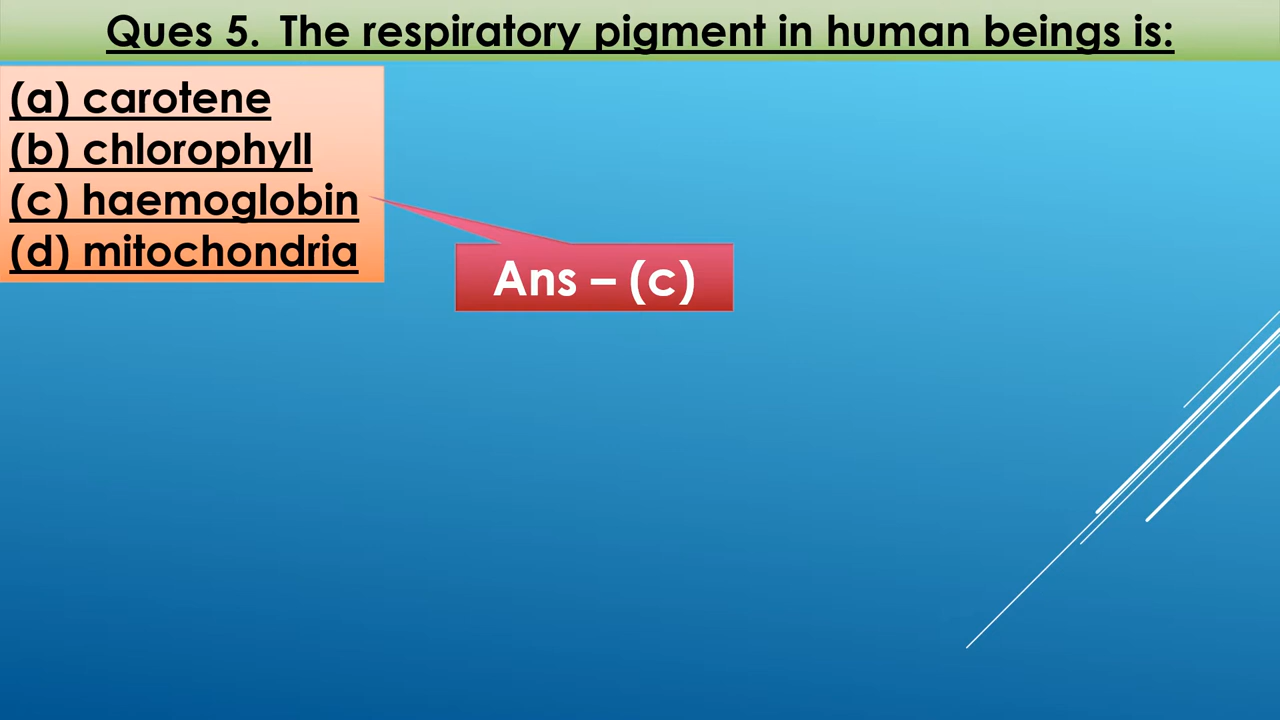 Ques 5. The respiratory pigment in human beings is:
(a) carotene
(b) chlorophyll
(c) haemoglobin
(d) mitochondria
Ans – (c)